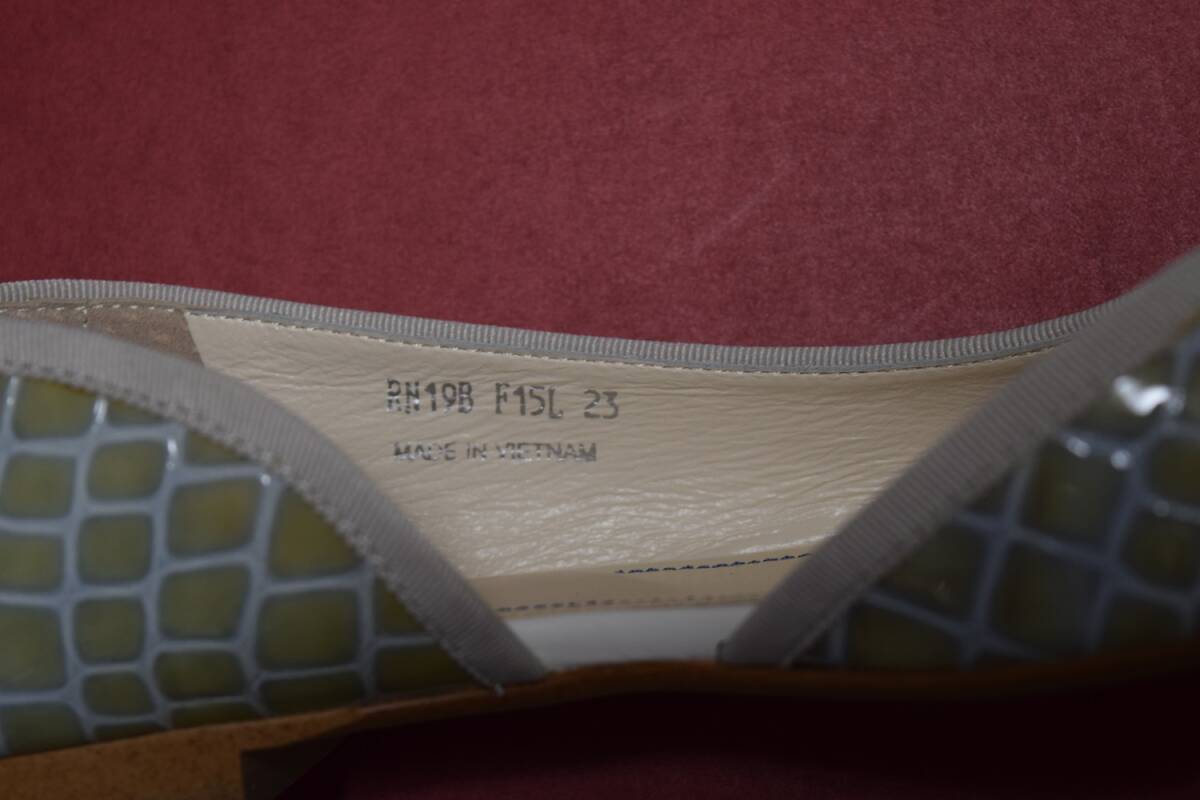 RN19B F15L 23
MADE IN VIETNAM